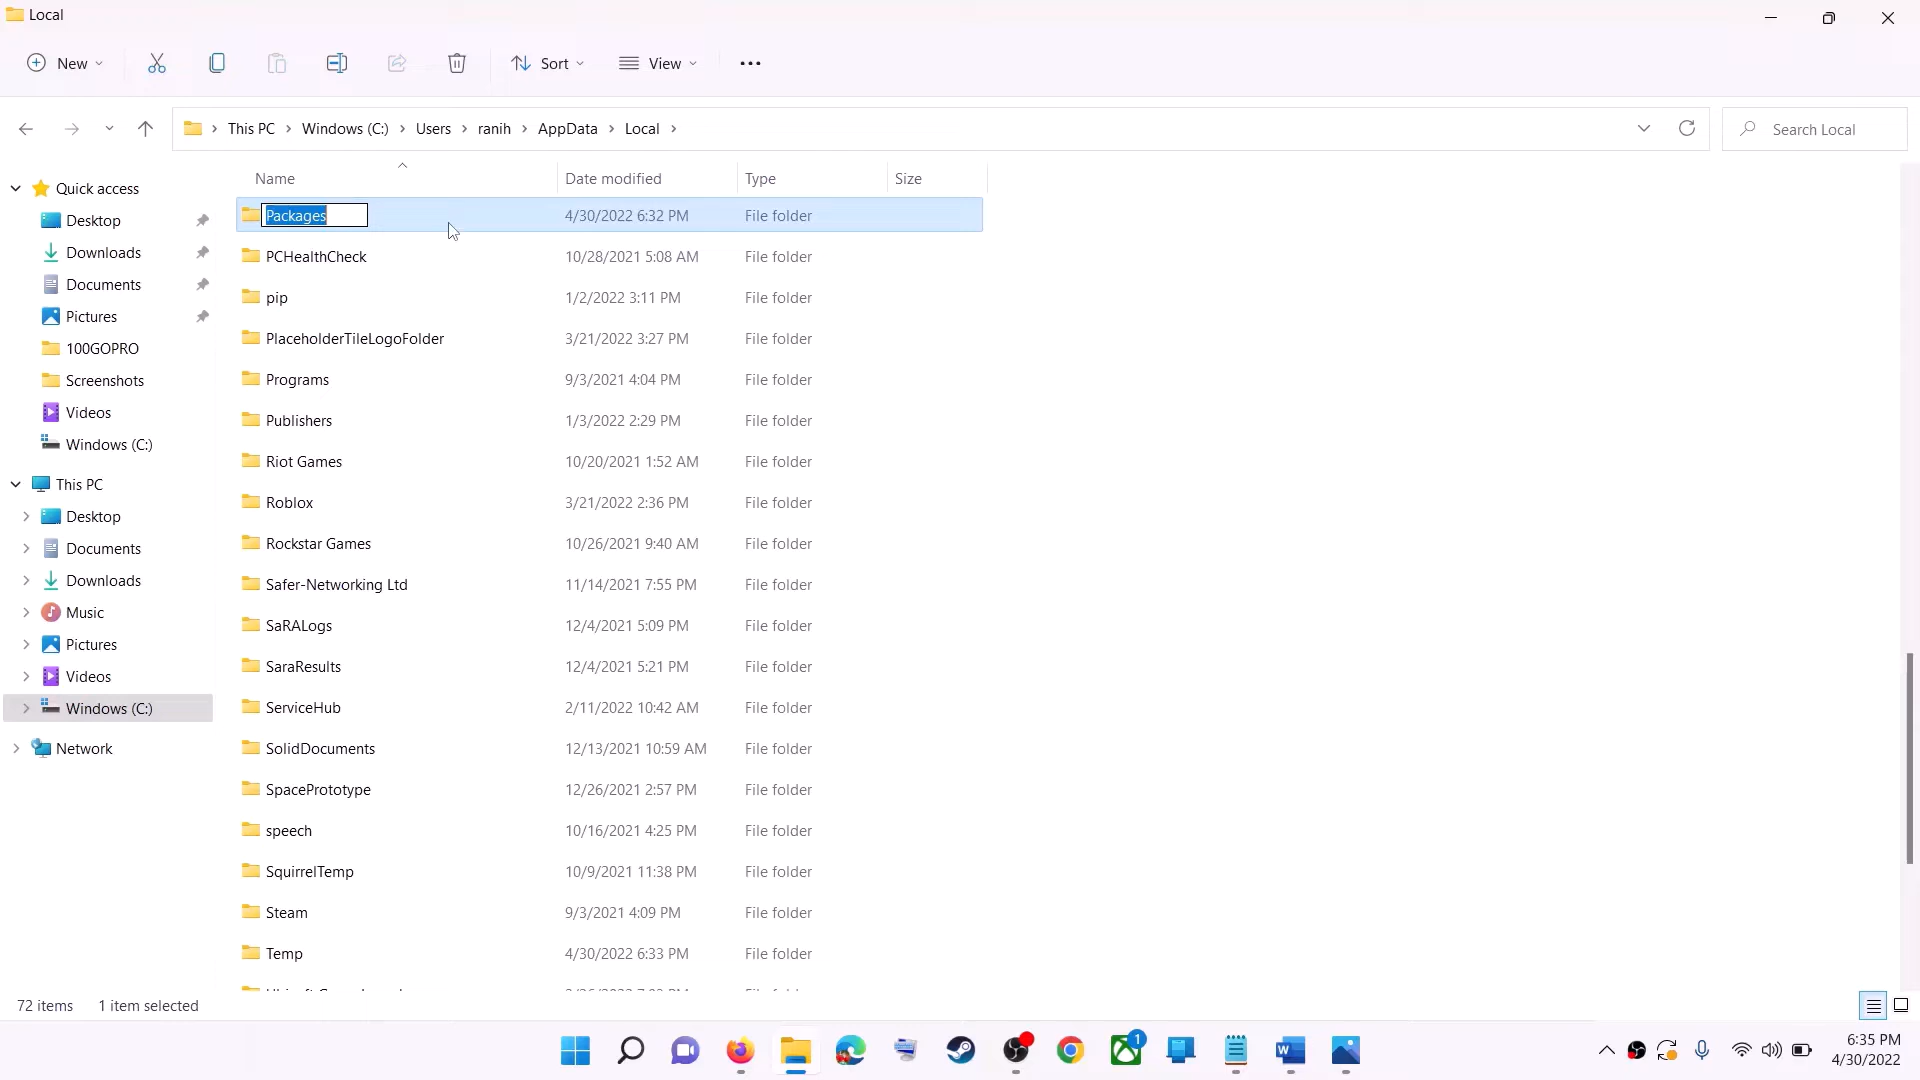 Local
New
Sort
View
This PC
Windows (C:)
Users
ranih
AppData
Local
Search Local
Name
Date modified
Type
Size
Quick access
Desktop
Downloads
Documents
Pictures
100GOPRO
Screenshots
Videos
Windows (C:)
This PC
Desktop
Documents
Downloads
Music
Pictures
Videos
Windows (C:)
Network
Packages 4/30/2022 6:32 PM File folder
PCHealthCheck 10/28/2021 5:08 AM File folder
pip 1/2/2022 3:11 PM File folder
PlaceholderTileLogoFolder 3/21/2022 3:27 PM File folder
Programs 9/3/2021 4:04 PM File folder
Publishers 1/3/2022 2:29 PM File folder
Riot Games 10/20/2021 1:52 AM File folder
Roblox 3/21/2022 2:36 PM File folder
Rockstar Games 10/26/2021 9:40 AM File folder
Safer-Networking Ltd 11/14/2021 7:55 PM File folder
SaRALogs 12/4/2021 5:09 PM File folder
SaraResults 12/4/2021 5:21 PM File folder
ServiceHub 2/11/2022 10:42 AM File folder
SolidDocuments 12/13/2021 10:59 AM File folder
SpacePrototype 12/26/2021 2:57 PM File folder
speech 10/16/2021 4:25 PM File folder
SquirrelTemp 10/9/2021 11:38 PM File folder
Steam 9/3/2021 4:09 PM File folder
Temp 4/30/2022 6:33 PM File folder
72 items 1 item selected
1
6:35 PM
4/30/2022